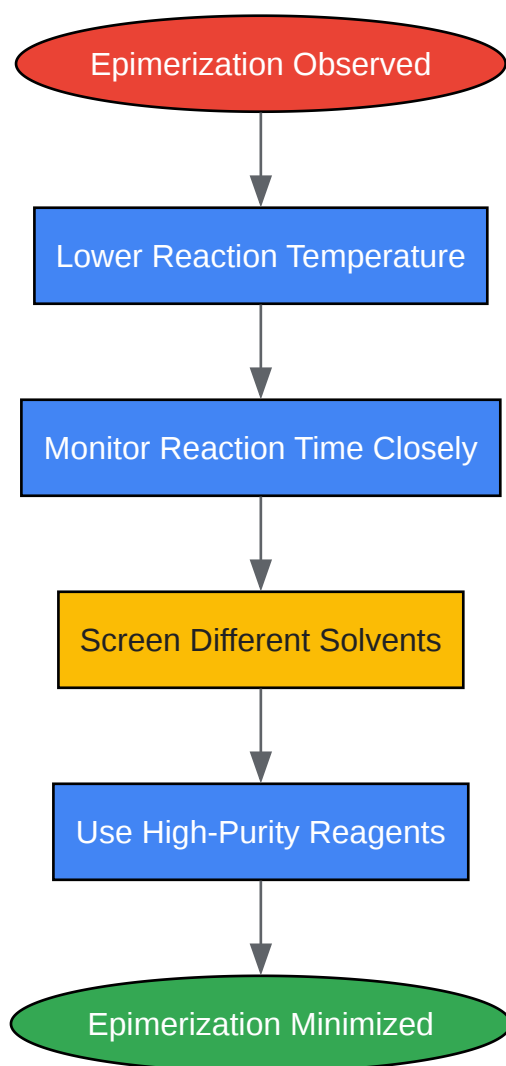 Epimerization Observed
Lower Reaction Temperature
Monitor Reaction Time Closely
Screen Different Solvents
Use High-Purity Reagents
Epimerization Minimized